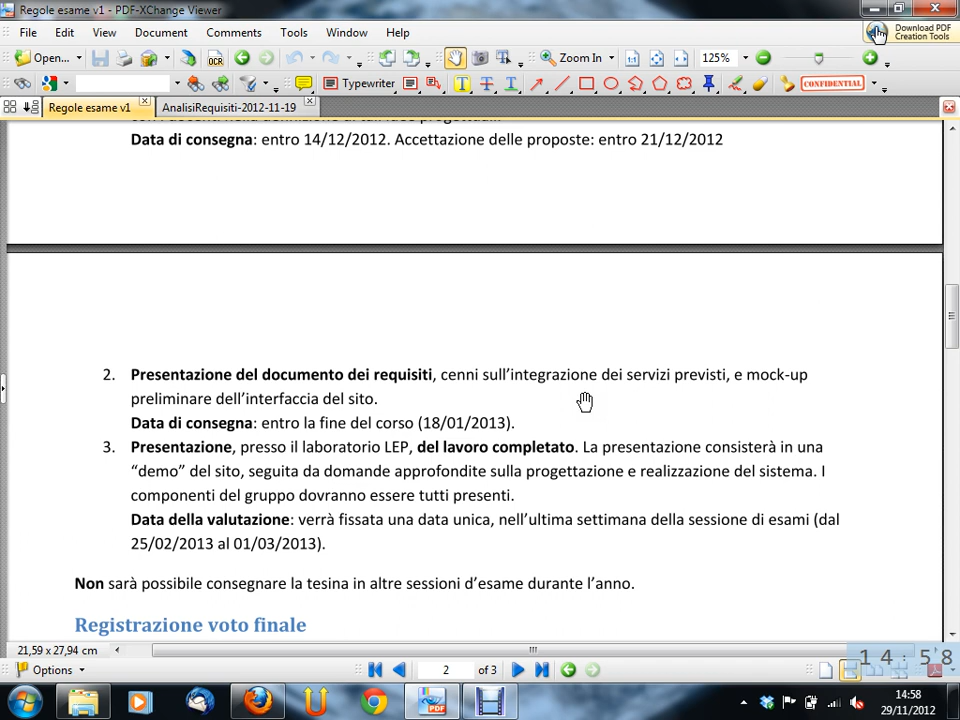 Regole esame v1 - PDF-XChange Viewer
File Edit View Document Comments Tools Window Help
Download PDF Creation Tools
Open... OCR Zoom In 125%
Typewriter CONFIDENTIAL
Regole esame v1 AnalisiRequisiti-2012-11-19
Data di consegna: entro 14/12/2012. Accettazione delle proposte: entro 21/12/2012
2. Presentazione del documento dei requisiti, cenni sull'integrazione dei servizi previsti, e mock-up
preliminare dell'interfaccia del sito.
Data di consegna: entro la fine del corso (18/01/2013).
3. Presentazione, presso il laboratorio LEP, del lavoro completato. La presentazione consisterà in una
“demo” del sito, seguita da domande approfondite sulla progettazione e realizzazione del sistema. I
componenti del gruppo dovranno essere tutti presenti.
Data della valutazione: verrà fissata una data unica, nell'ultima settimana della sessione di esami (dal
25/02/2013 al 01/03/2013).
Non sarà possibile consegnare la tesina in altre sessioni d'esame durante l'anno.
Registrazione voto finale
21,59 x 27,94 cm
14:58
Options 2 of 3
PDF
14:58
29/11/2012